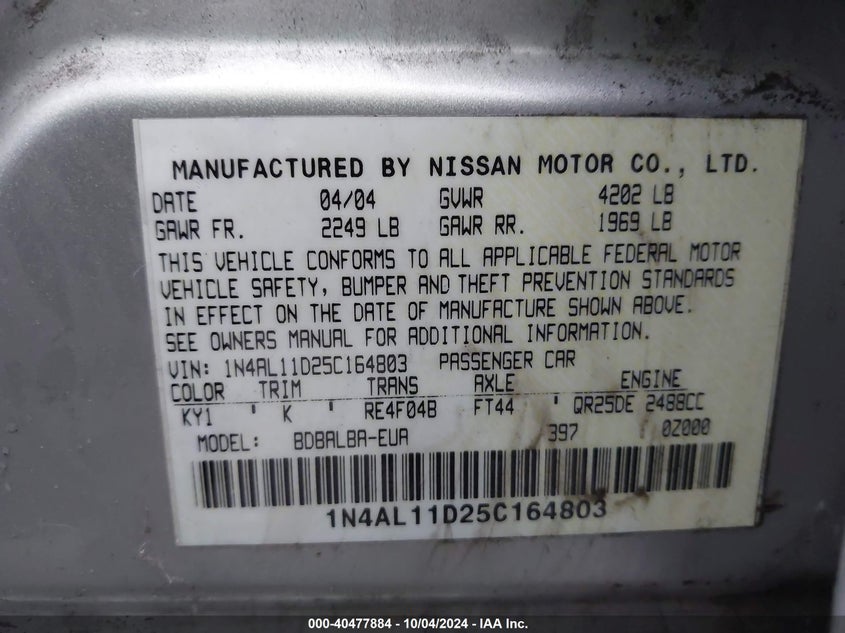 MANUFACTURED BY NISSAN MOTOR CO., LTD.
DATE 04/04 GVWR 4202 LB
GAWR FR. 2249 LB GAWR RR. 1969 LB
THIS VEHICLE CONFORMS TO ALL APPLICABLE FEDERAL MOTOR
VEHICLE SAFETY, BUMPER AND THEFT PREVENTION STANDARDS
IN EFFECT ON THE DATE OF MANUFACTURE SHOWN ABOVE.
SEE OWNERS MANUAL FOR ADDITIONAL INFORMATION.
VIN: 1N4AL11D25C164803 PASSENGER CAR
COLOR TRIM TRANS AXLE ENGINE
KY1 ' K ' RE4F04B FT44 ' QR25DE 2488CC
MODEL: BDBALBA-EUA 397 ' 0Z000
1N4AL11D25C164803
000-40477884 - 10/04/2024 - IAA Inc.